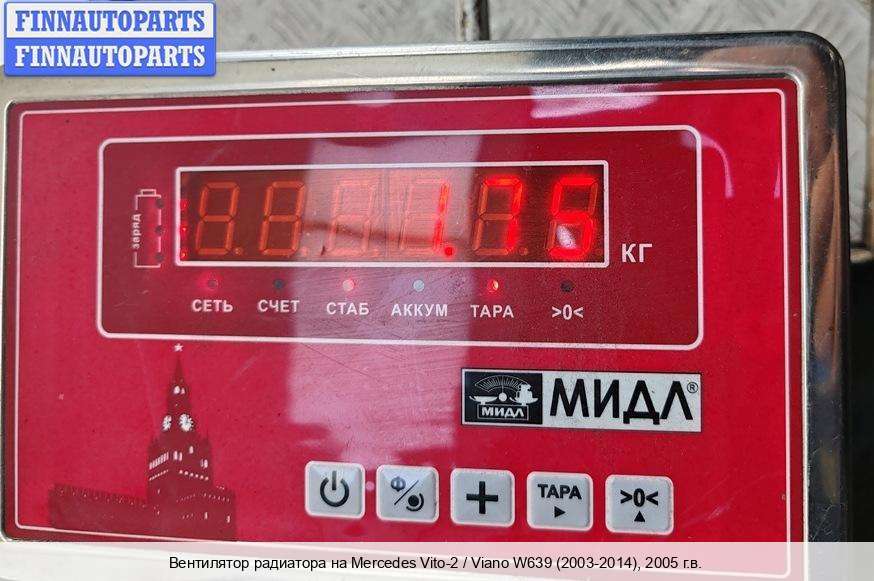 FINNAUTOPARTS
FINNAUTOPARTS
заряд
1.75
КГ
СЕТЬ СЧЕТ СТАБ АККУМ ТАРА >0<
МИДЛ МИДЛ®
Ф
ТАРА >0<
Вентилятор радиатора на Mercedes Vito-2 / Viano W639 (2003-2014), 2005 г.в.